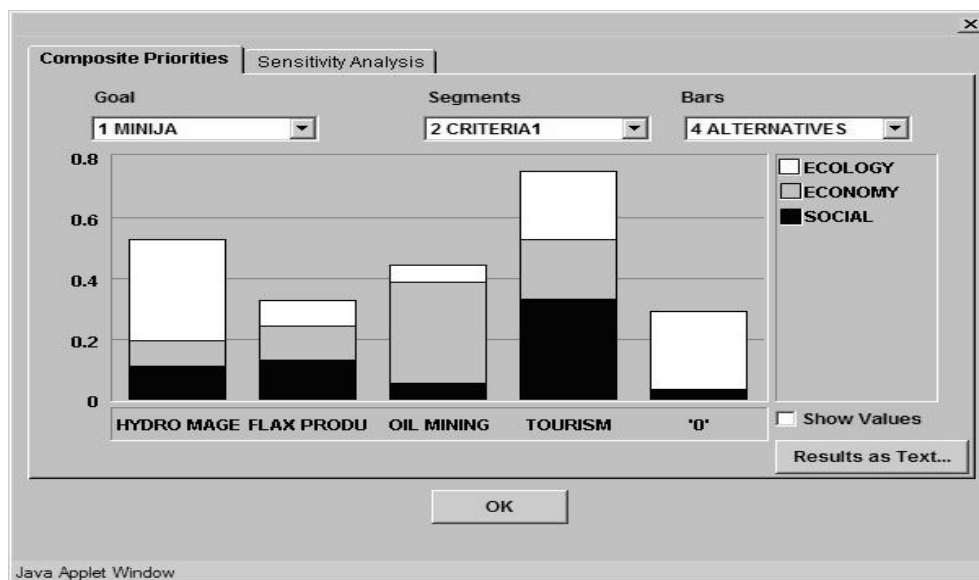 Composite Priorities Sensitivity Analysis
Goal Segments Bars
1 MINIJA 2 CRITERIA1 4 ALTERNATIVES
0.8
0.6
0.4
0.2
0
ECOLOGY
ECONOMY
SOCIAL
HYDRO MAGE FLAX PRODU OIL MINING TOURISM '0'
Show Values
Results as Text...
OK
Java Applet Window